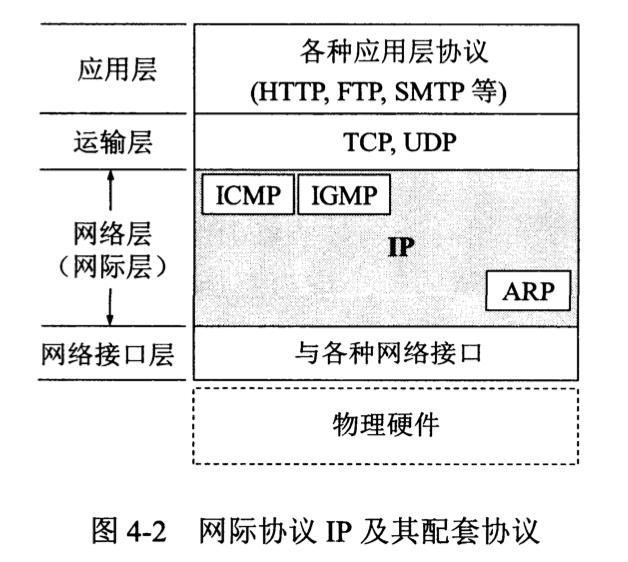 应用层
各种应用层协议
(HTTP, FTP, SMTP 等)
运输层
TCP, UDP
网络层
（网际层）
ICMP
IGMP
IP
ARP
网络接口层
与各种网络接口
物理硬件
图 4-2 网际协议 IP 及其配套协议